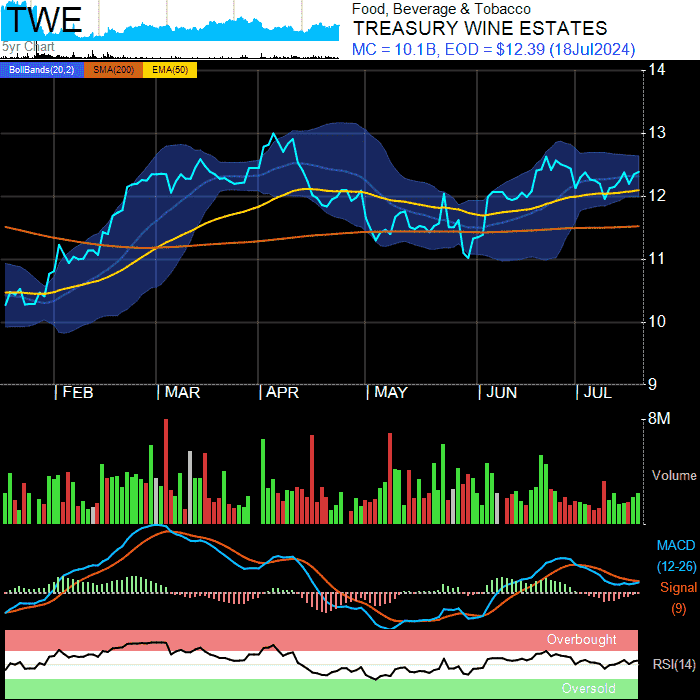 TWE
5yr Chart
Food, Beverage & Tobacco
TREASURY WINE ESTATES
MC = 10.1B, EOD = $12.39 (18Jul2024)
BollBands(20,2) SMA(200) EMA(50)
14
13
12
11
10
9
FEB MAR APR MAY JUN JUL
8M
Volume
MACD
(12-26)
Signal
(9)
Overbought
RSI(14)
Oversold